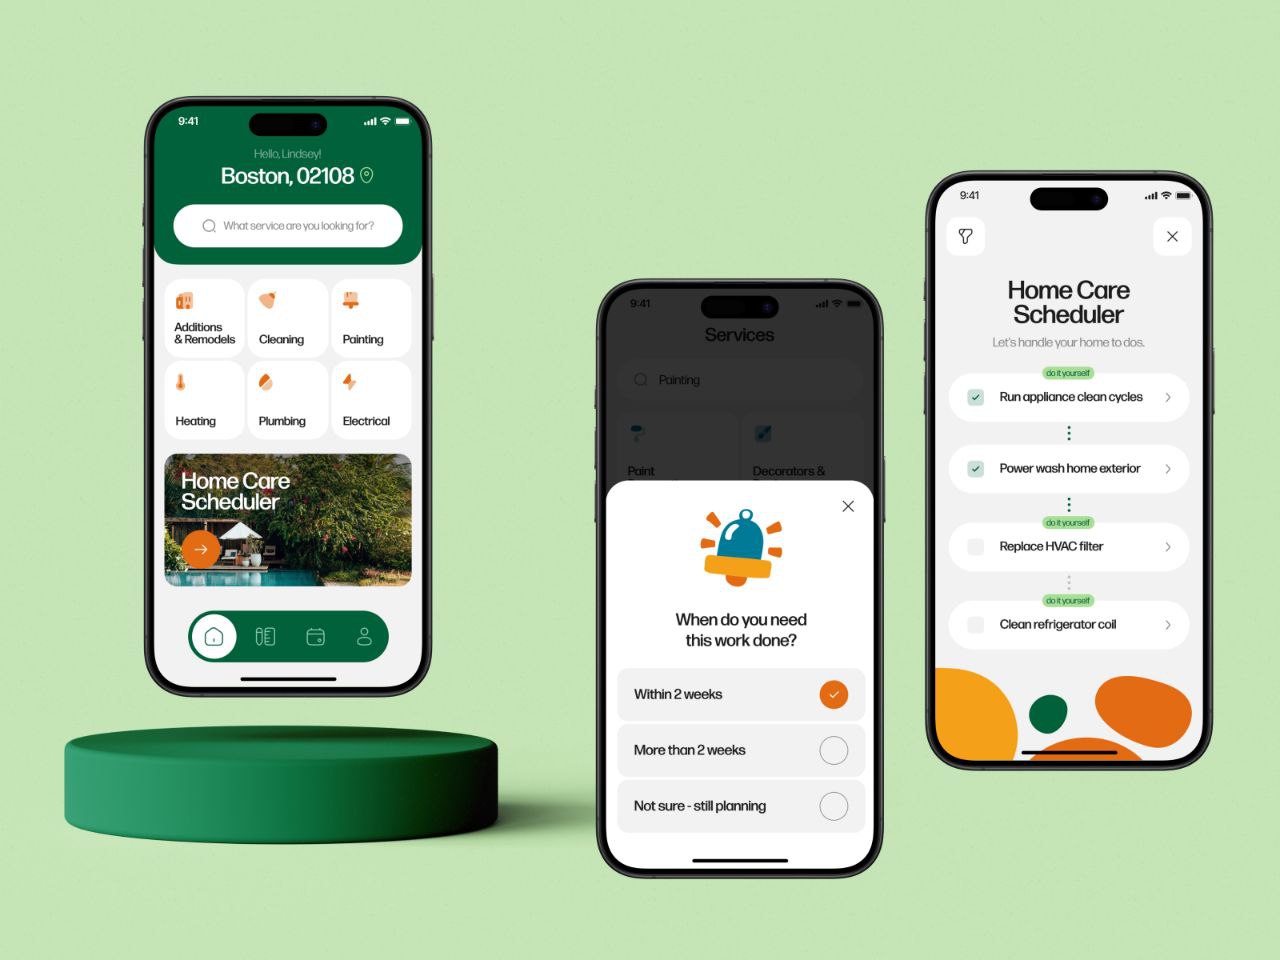 9:41
Hello, Lindsey!
Boston, 02108
What service are you looking for?
Additions
& Remodels
Cleaning
Painting
Heating
Plumbing
Electrical
Home Care
Scheduler
9:41
Services
Painting
Paint
Decorators &
When do you need
this work done?
Within 2 weeks
More than 2 weeks
Not sure - still planning
9:41
Home Care
Scheduler
Let's handle your home to dos.
do it yourself
Run appliance clean cycles
Power wash home exterior
do it yourself
Replace HVAC filter
do it yourself
Clean refrigerator coil